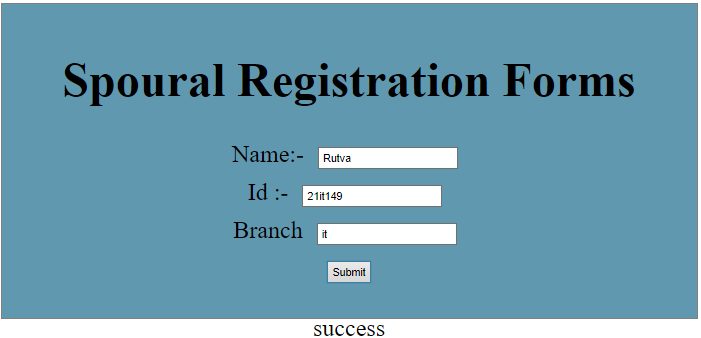 Spoural Registration Forms
Name:- Rutva
Id :- 21it149
Branch it
Submit
success